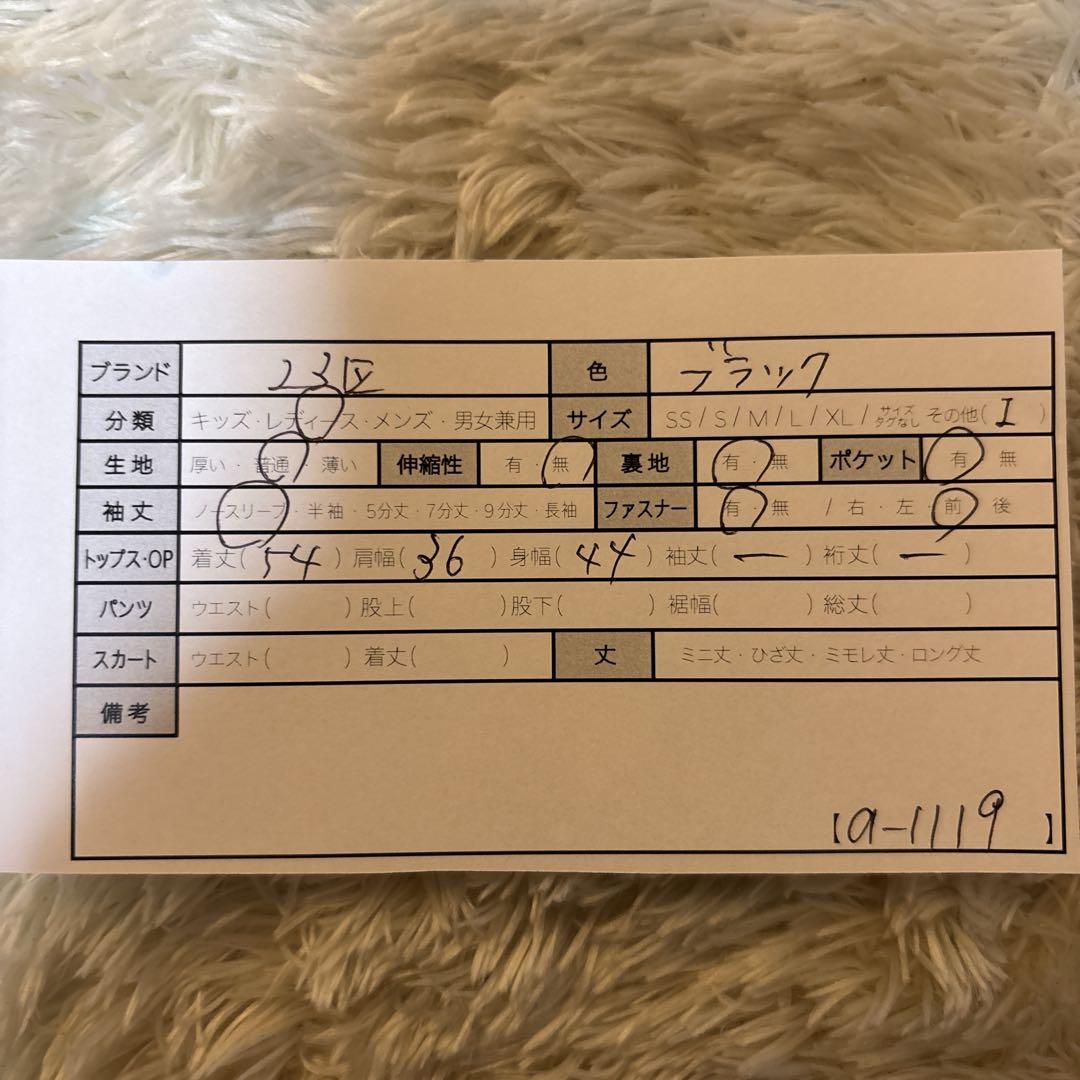 ブランド 23区 色 ブラック
分類 キッズ・レディース・メンズ・男女兼用 サイズ SS / S / M / L / XL / サイズタグなし その他( I )
生地 厚い・普通・薄い 伸縮性 有・無 裏地 有・無 ポケット 有・無
袖丈 ノースリーブ・半袖・5分丈・7分丈・9分丈・長袖 ファスナー 有・無 / 右・左・前・後
トップス・OP 着丈( 54 ) 肩幅( 36 ) 身幅( 44 ) 袖丈( ー ) 裄丈( ー )
パンツ ウエスト( ) 股上( ) 股下( ) 裾幅( ) 総丈( )
スカート ウエスト( ) 着丈( ) 丈 ミニ丈・ひざ丈・ミモレ丈・ロング丈
備考
【a-1119 】